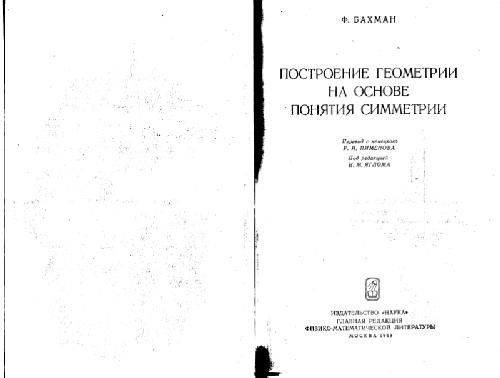 Ф. БАХМАН
ПОСТРОЕНИЕ ГЕОМЕТРИИ
НА ОСНОВЕ
ПОНЯТИЯ СИММЕТРИИ
Перевод с немецкого
Р. И. ПИМЕНОВА
Под редакцией
И. М. ЯГЛОМА
ИЗДАТЕЛЬСТВО «НАУКА»
ГЛАВНАЯ РЕДАКЦИЯ
ФИЗИКО-МАТЕМАТИЧЕСКОЙ ЛИТЕРАТУРЫ
МОСКВА 1969